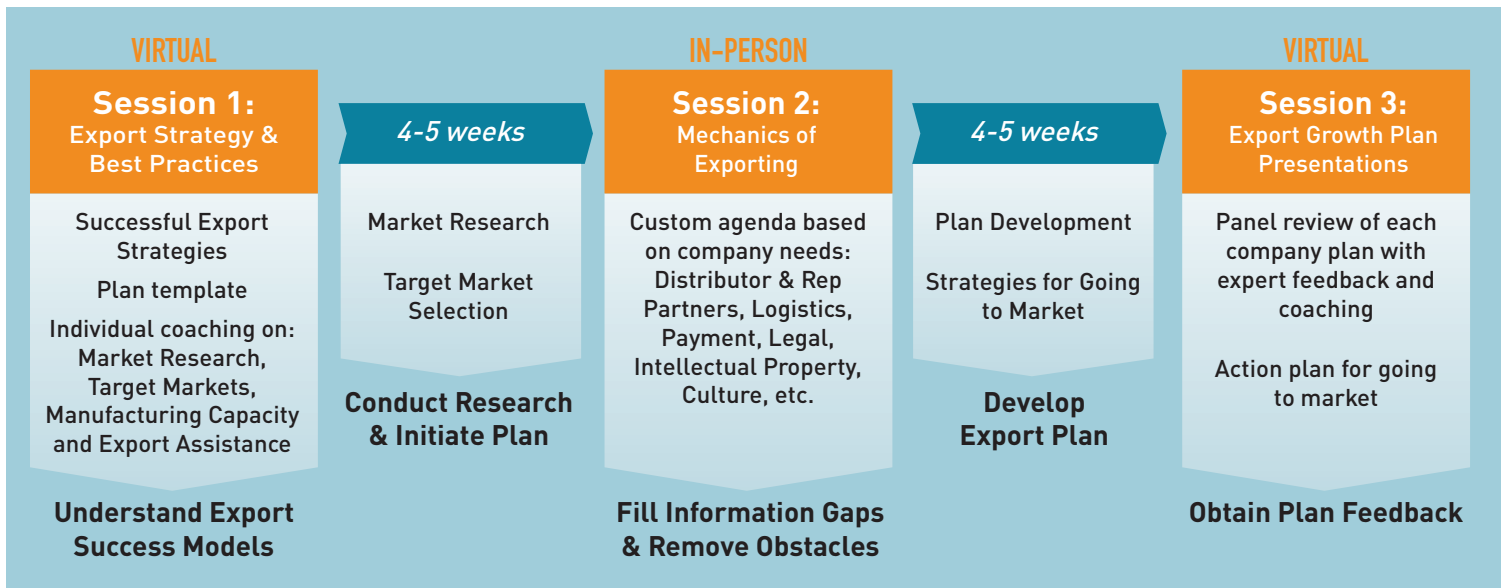 VIRTUAL
Session 1:
Export Strategy &
Best Practices
Successful Export
Strategies
Plan template
Individual coaching on:
Market Research,
Target Markets,
Manufacturing Capacity
and Export Assistance
Understand Export
Success Models
4-5 weeks
Market Research
Target Market
Selection
Conduct Research
& Initiate Plan
IN-PERSON
Session 2:
Mechanics of
Exporting
Custom agenda based
on company needs:
Distributor & Rep
Partners, Logistics,
Payment, Legal,
Intellectual Property,
Culture, etc.
Fill Information Gaps
& Remove Obstacles
4-5 weeks
Plan Development
Strategies for Going
to Market
Develop
Export Plan
VIRTUAL
Session 3:
Export Growth Plan
Presentations
Panel review of each
company plan with
expert feedback and
coaching
Action plan for going
to market
Obtain Plan Feedback